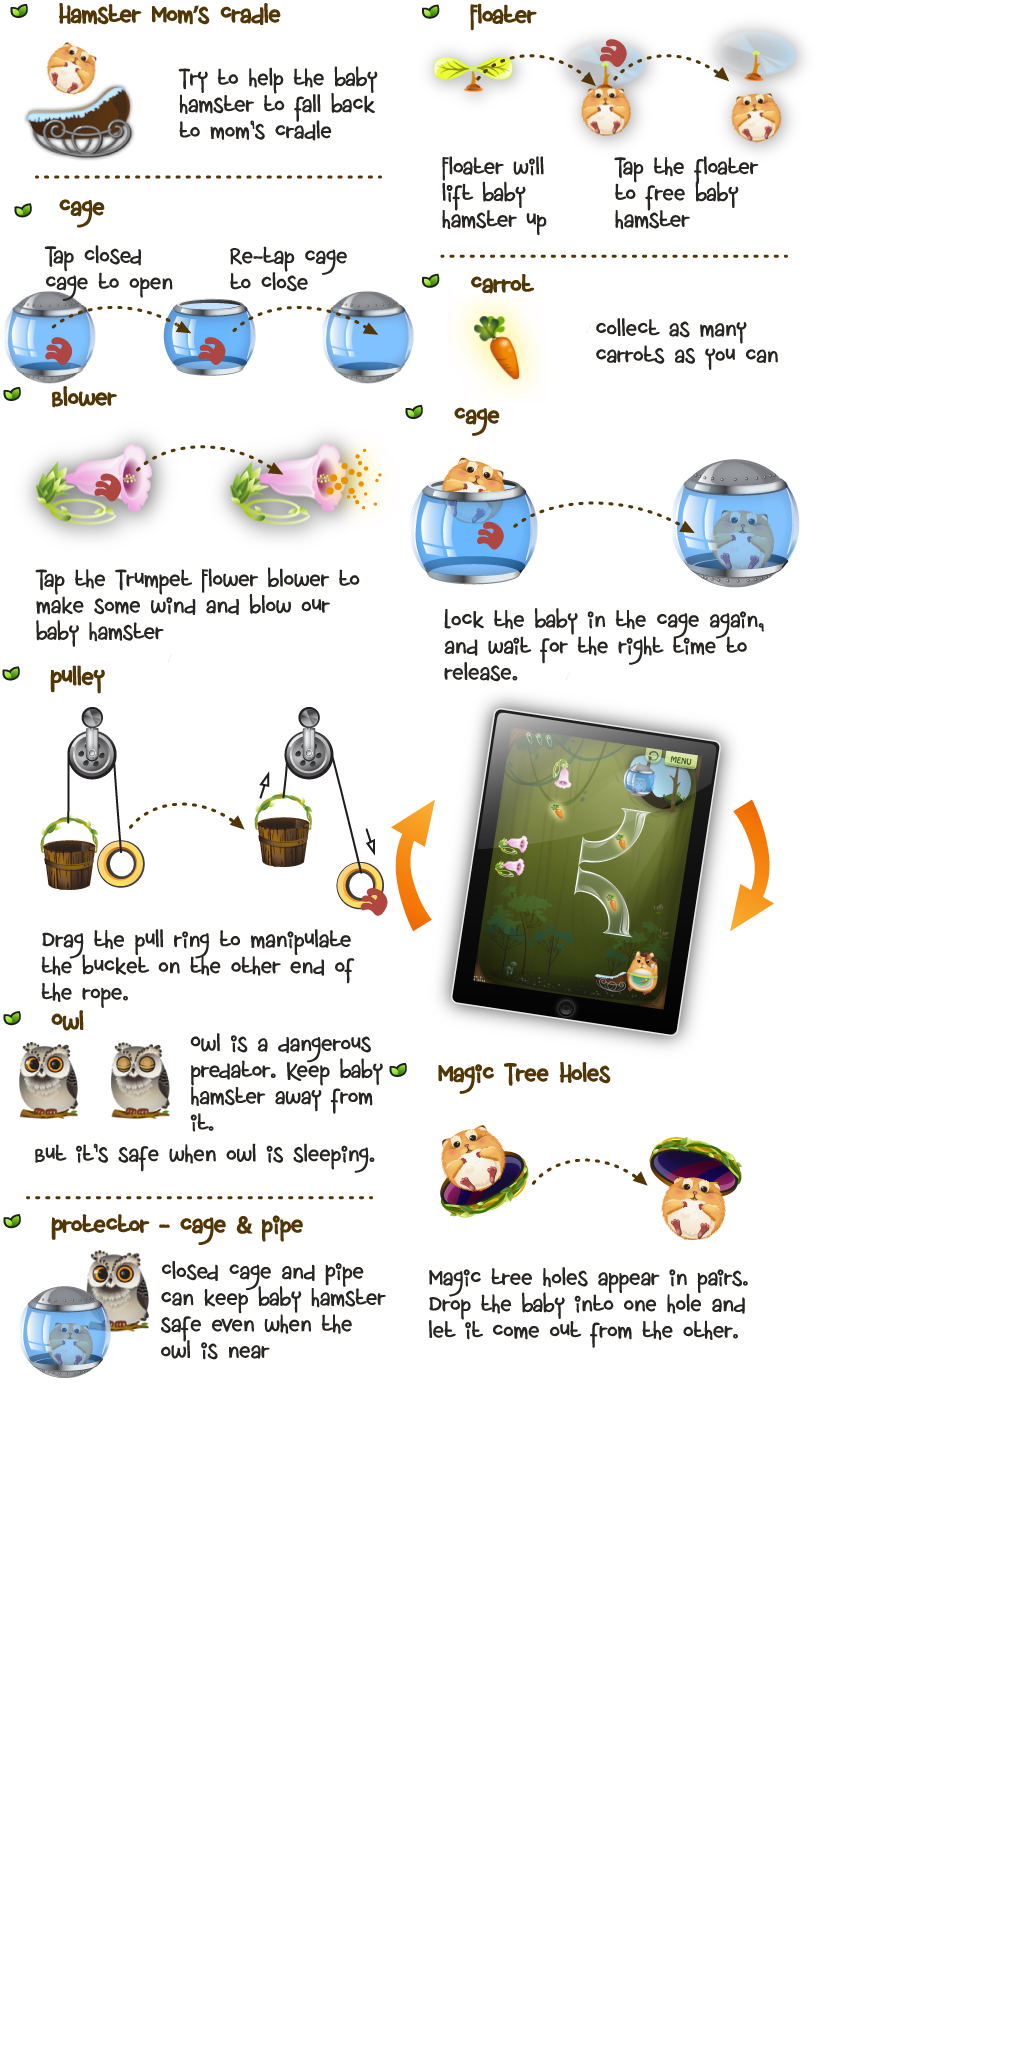 Hamster Mom's Cradle
Try to help the baby
hamster to fall back
to mom's cradle
Cage
Tap closed
cage to open
Re-tap cage
to close
Blower
Tap the Trumpet Flower blower to
make some wind and blow our
baby hamster
Pulley
Drag the pull ring to manipulate
the bucket on the other end of
the rope.
Owl
Owl is a dangerous
predator. Keep baby
hamster away from
it.
But it's safe when owl is sleeping.
Protector - Cage & Pipe
Closed cage and pipe
can keep baby hamster
safe even when the
owl is near
Floater
Floater will
lift baby
hamster up
Tap the floater
to free baby
hamster
Carrot
Collect as many
carrots as you can
Cage
Lock the baby in the cage again,
and wait for the right time to
release.
MENU
Magic Tree Holes
Magic tree holes appear in pairs.
Drop the baby into one hole and
let it come out from the other.